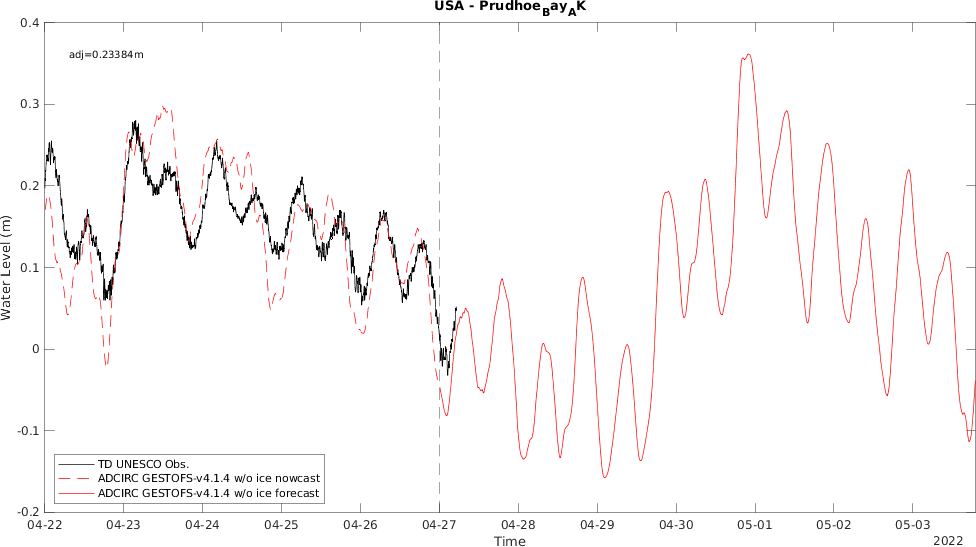 USA - PrudhoeBayAK
0.4
adj=0.23384m
0.3
0.2
0.1
0
-0.1
-0.2
Water Level (m)
TD UNESCO Obs.
ADCIRC GESTOFS-v4.1.4 w/o ice nowcast
ADCIRC GESTOFS-v4.1.4 w/o ice forecast
04-22 04-23 04-24 04-25 04-26 04-27 04-28 04-29 04-30 05-01 05-02 05-03
Time
2022